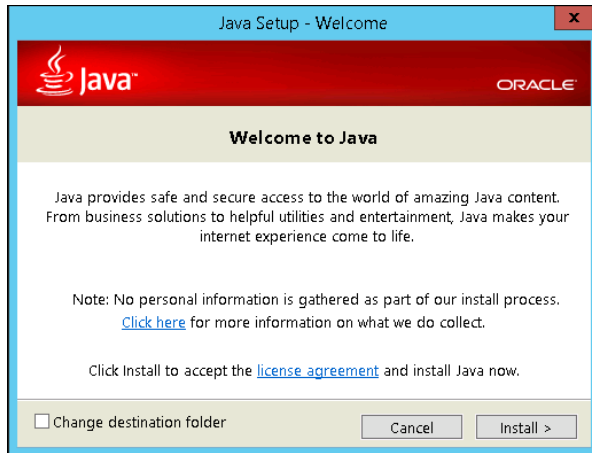 Java Setup - Welcome
x
Java™
ORACLE®
Welcome to Java
Java provides safe and secure access to the world of amazing Java content.
From business solutions to helpful utilities and entertainment, Java makes your
internet experience come to life.
Note: No personal information is gathered as part of our install process.
Click here for more information on what we do collect.
Click Install to accept the license agreement and install Java now.
Change destination folder
Cancel
Install >